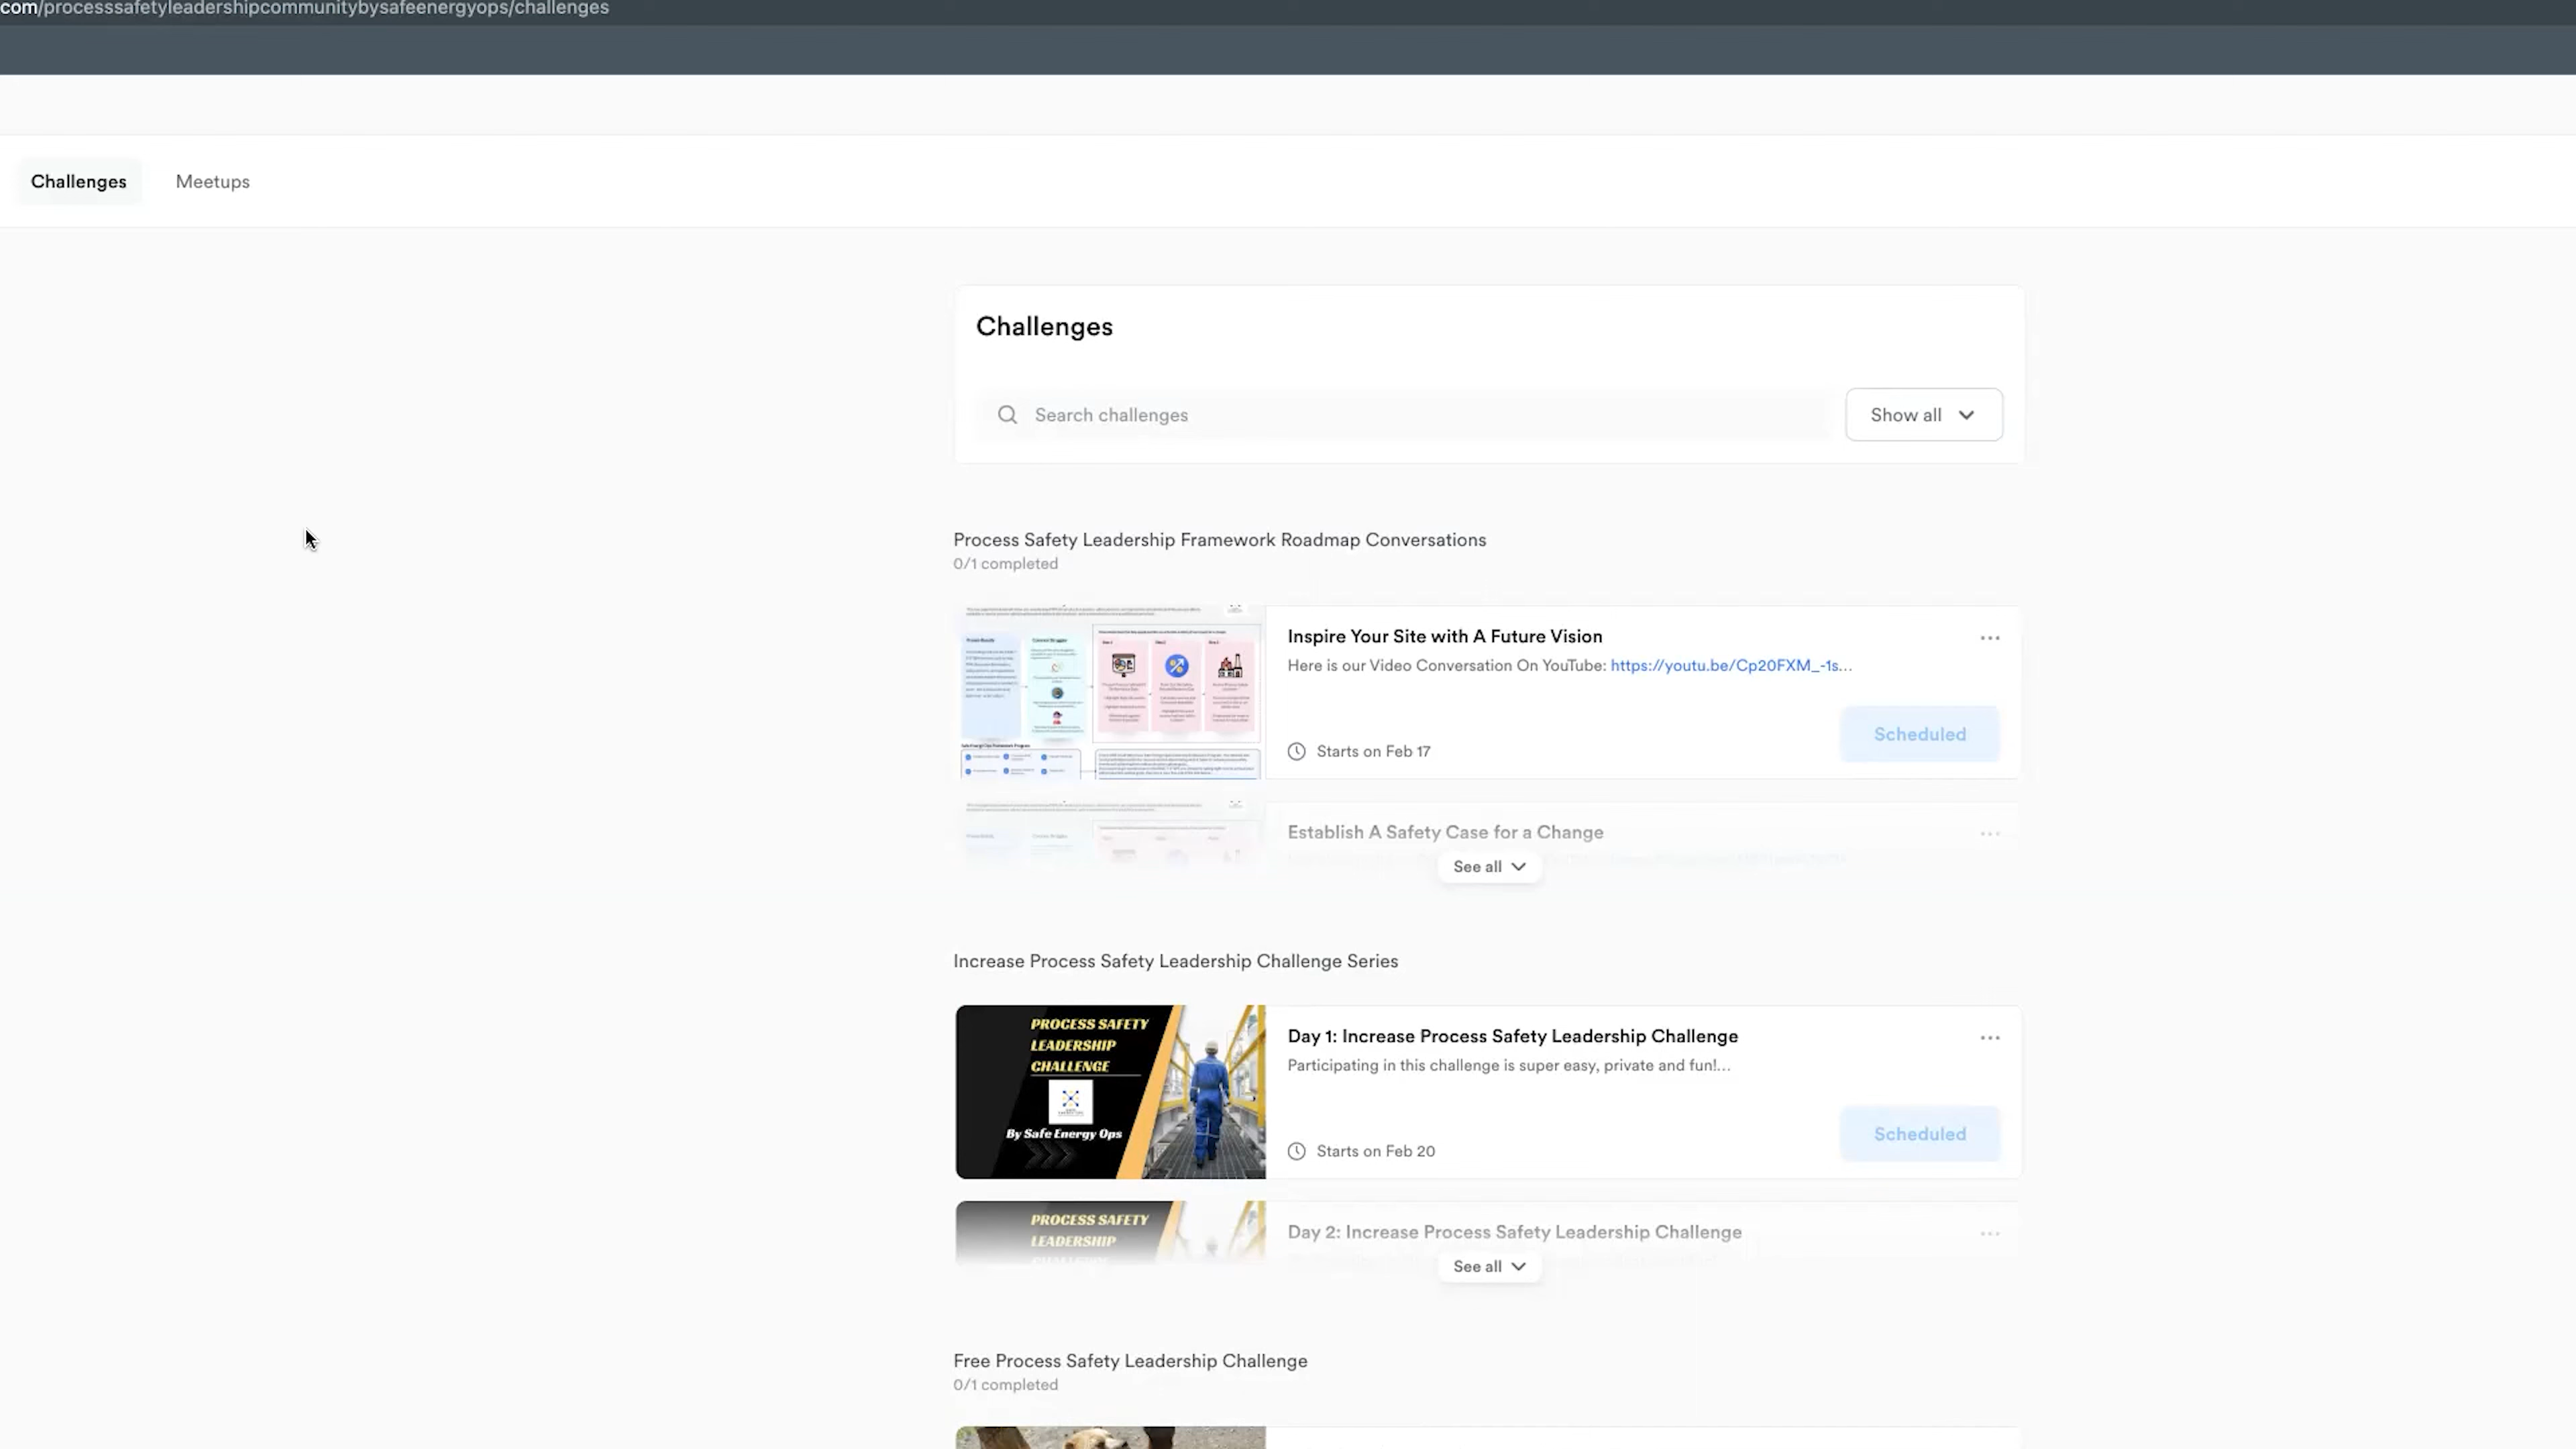 com/processsafetyleadershipcommunitybysafeenergyops/challenges
Challenges
Meetups
Challenges
Search challenges
Show all
Process Safety Leadership Framework Roadmap Conversations
0/1 completed
Inspire Your Site with A Future Vision
Here is our Video Conversation On YouTube: https://youtu.be/Cp20FXM_-1s...
Starts on Feb 17
Scheduled
Establish A Safety Case for a Change
See all
Increase Process Safety Leadership Challenge Series
PROCESS SAFETY
LEADERSHIP
CHALLENGE
By Safe Energy Ops
Day 1: Increase Process Safety Leadership Challenge
Participating in this challenge is super easy, private and fun!...
Starts on Feb 20
Scheduled
PROCESS SAFETY
LEADERSHIP
Day 2: Increase Process Safety Leadership Challenge
See all
Free Process Safety Leadership Challenge
0/1 completed